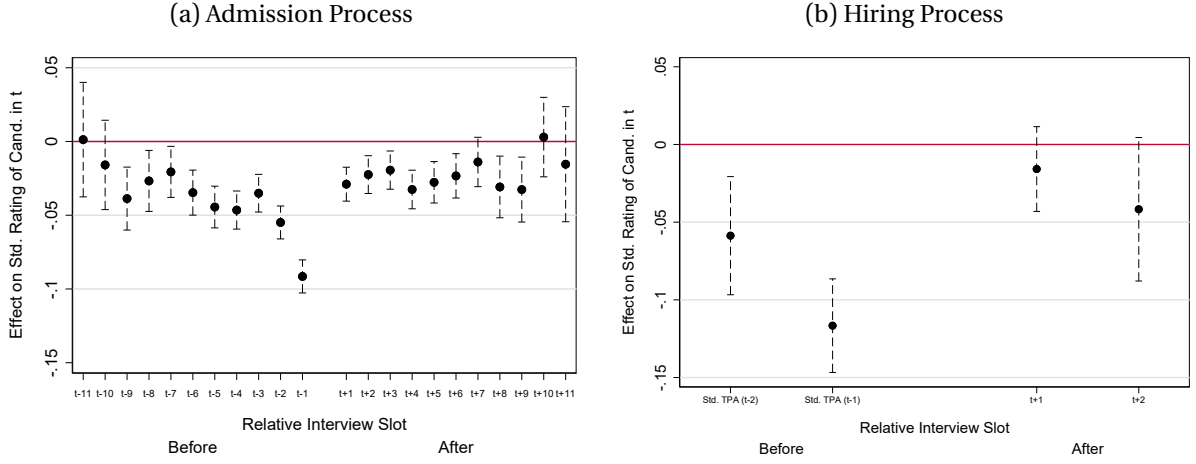 (a) Admission Process
Effect on Std. Rating of Cand. in t
.05
0
-.05
-.1
-.15
t-11 t-10 t-9 t-8 t-7 t-6 t-5 t-4 t-3 t-2 t-1 t+1 t+2 t+3 t+4 t+5 t+6 t+7 t+8 t+9 t+10 t+11
Relative Interview Slot
Before After
(b) Hiring Process
Effect on Std. Rating of Cand. in t
.05
0
-.05
-.1
-.15
Std. TPA (t-2) Std. TPA (t-1) t+1 t+2
Relative Interview Slot
Before After